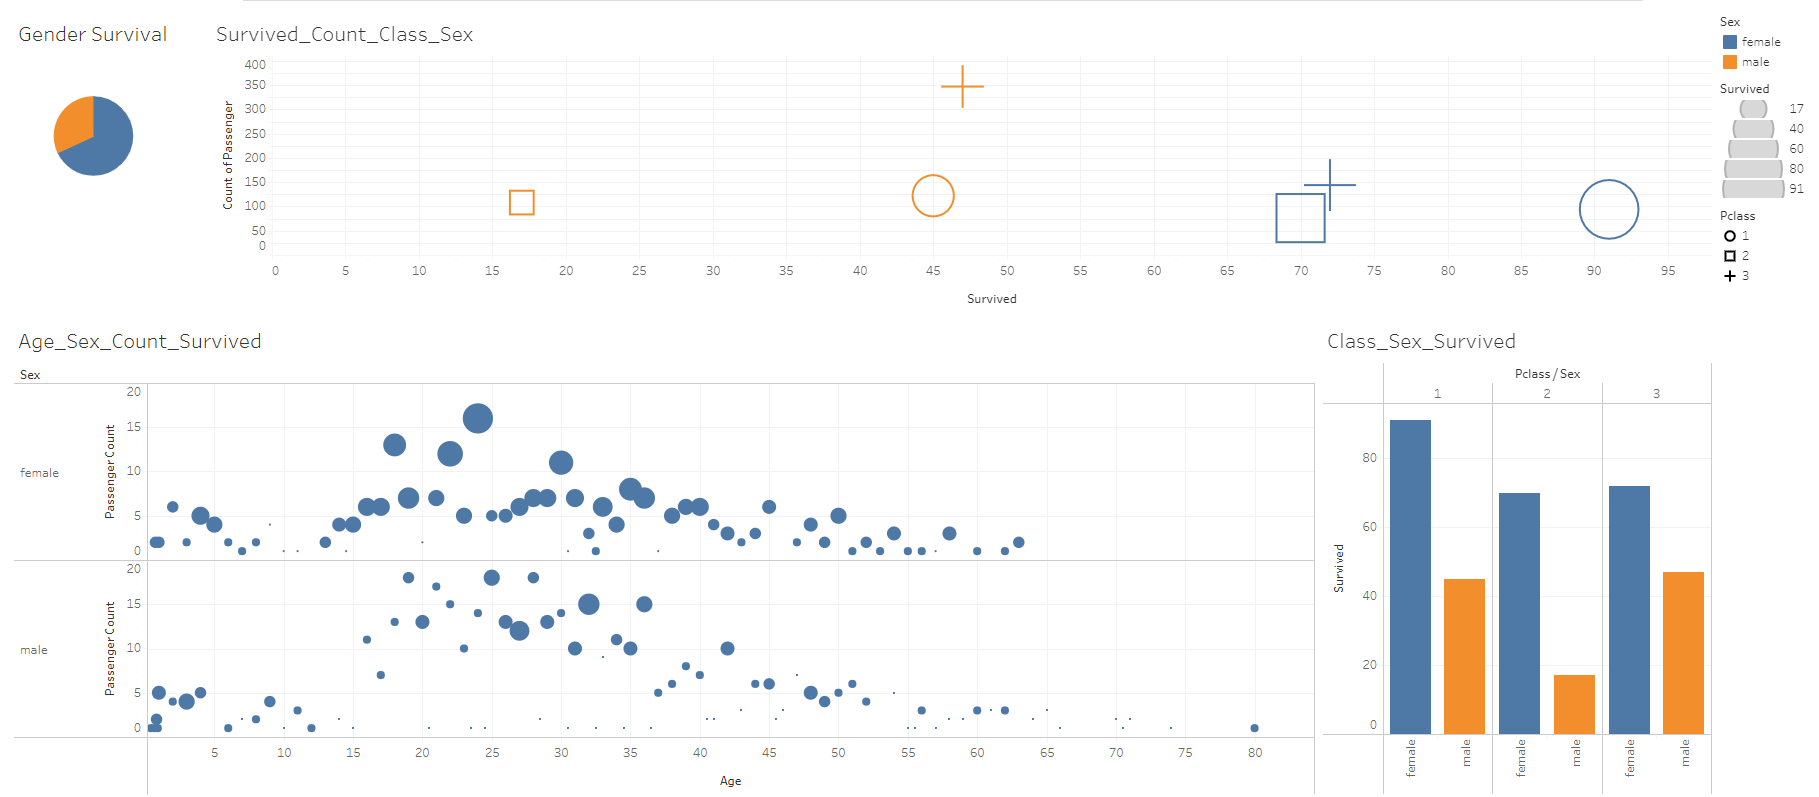 Gender Survival
Survived_Count_Class_Sex
Count of Passenger
400
350
300
250
200
150
100
50
0
0 5 10 15 20 25 30 35 40 45 50 55 60 65 70 75 80 85 90 95
Survived
Sex
female
male
Survived
17
40
60
80
91
Pclass
1
2
3
Age_Sex_Count_Survived
Sex
female
Passenger Count
20
15
10
5
0
male
Passenger Count
20
15
10
5
0
5 10 15 20 25 30 35 40 45 50 55 60 65 70 75 80
Age
Class_Sex_Survived
Pclass / Sex
1 2 3
Survived
80
60
40
20
0
female male female male female male